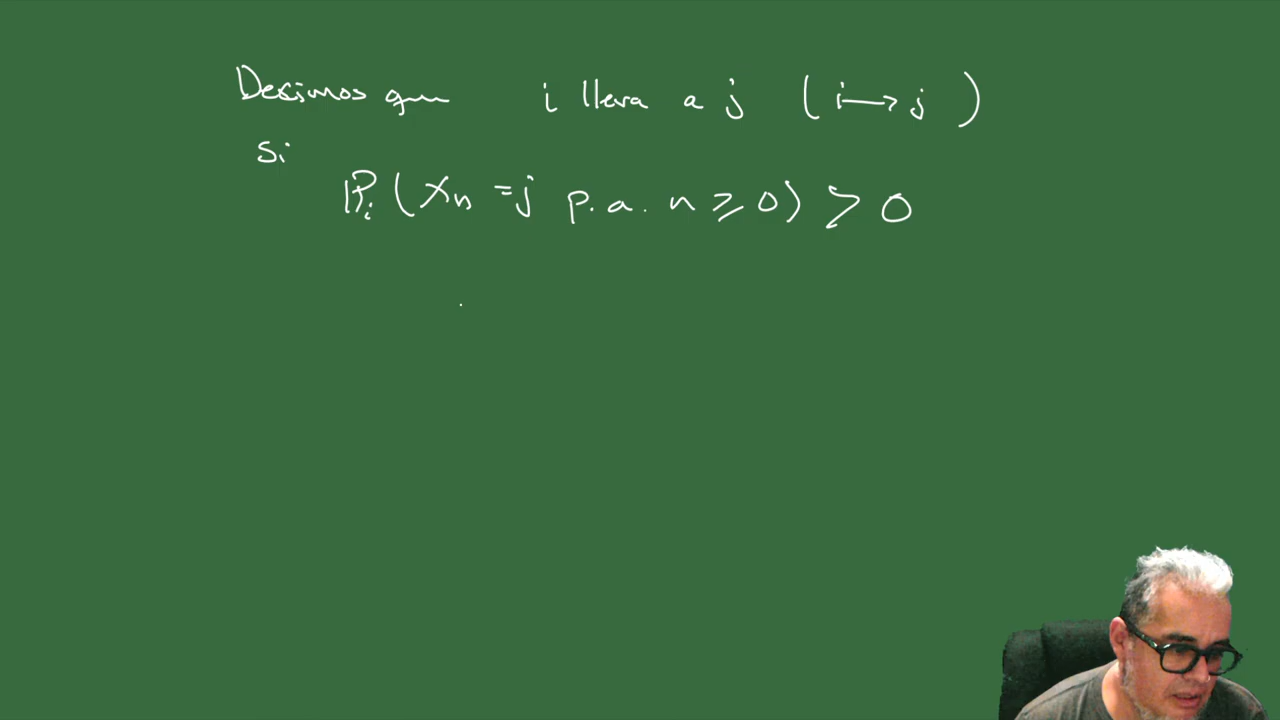 Decimos que i lleva a j (i ⟶ j)
si
ℙᵢ (Xₙ = j p.a. n ≥ 0) > 0